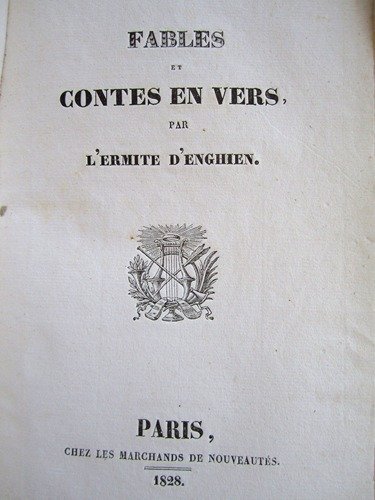 FABLES
ET
CONTES EN VERS,
PAR
L'ERMITE D'ENGHIEN.
PARIS,
CHEZ LES MARCHANDS DE NOUVEAUTÉS.
1828.